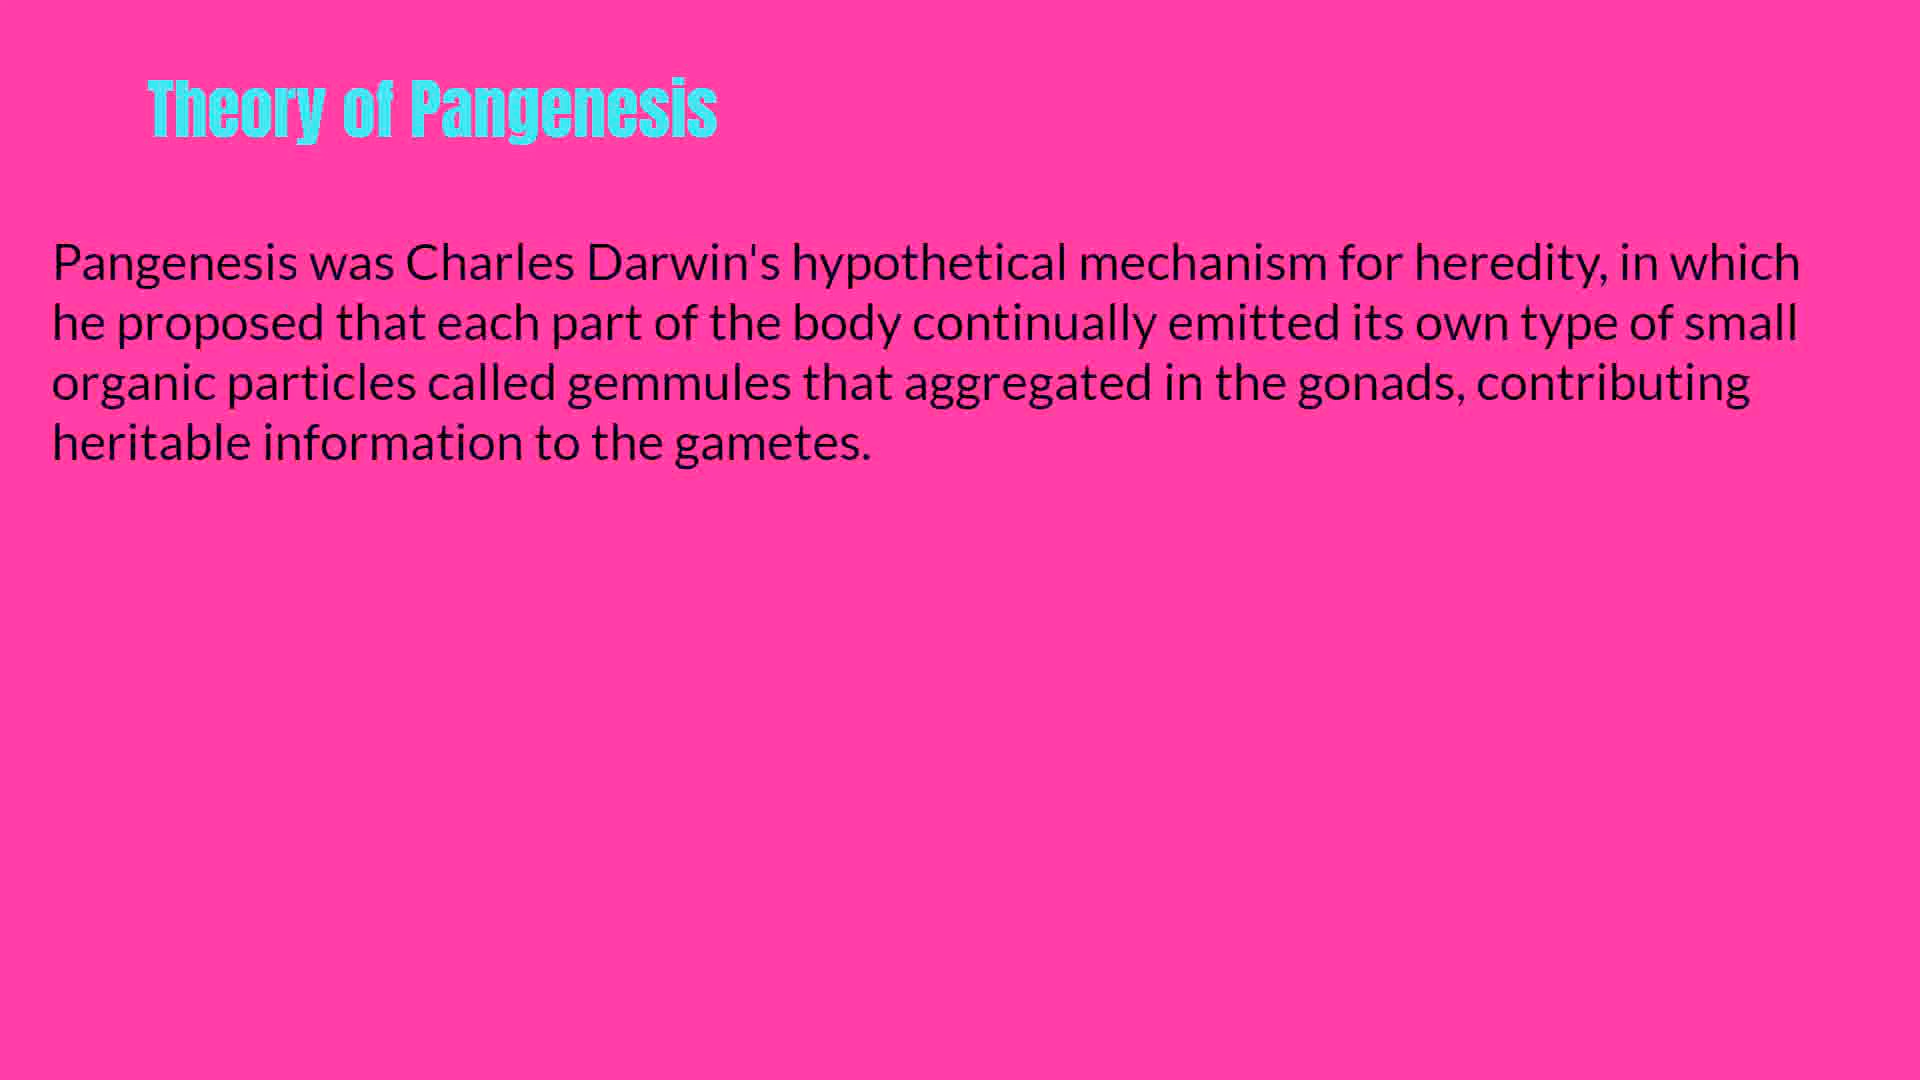 Theory of Pangenesis
Pangenesis was Charles Darwin's hypothetical mechanism for heredity, in which
he proposed that each part of the body continually emitted its own type of small
organic particles called gemmules that aggregated in the gonads, contributing
heritable information to the gametes.